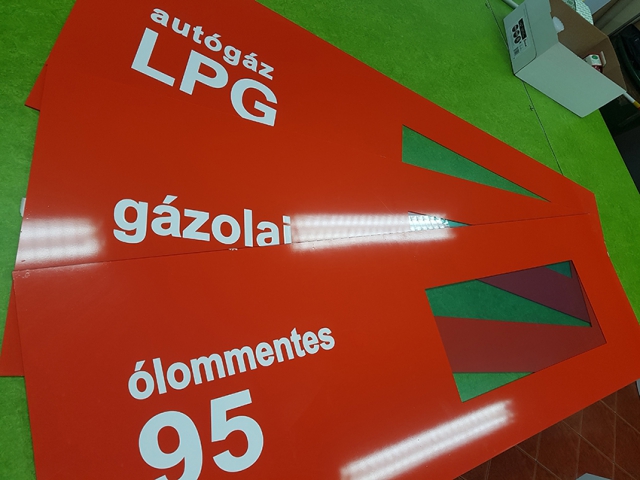 autógáz
LPG
gázolaj
ólommentes
95